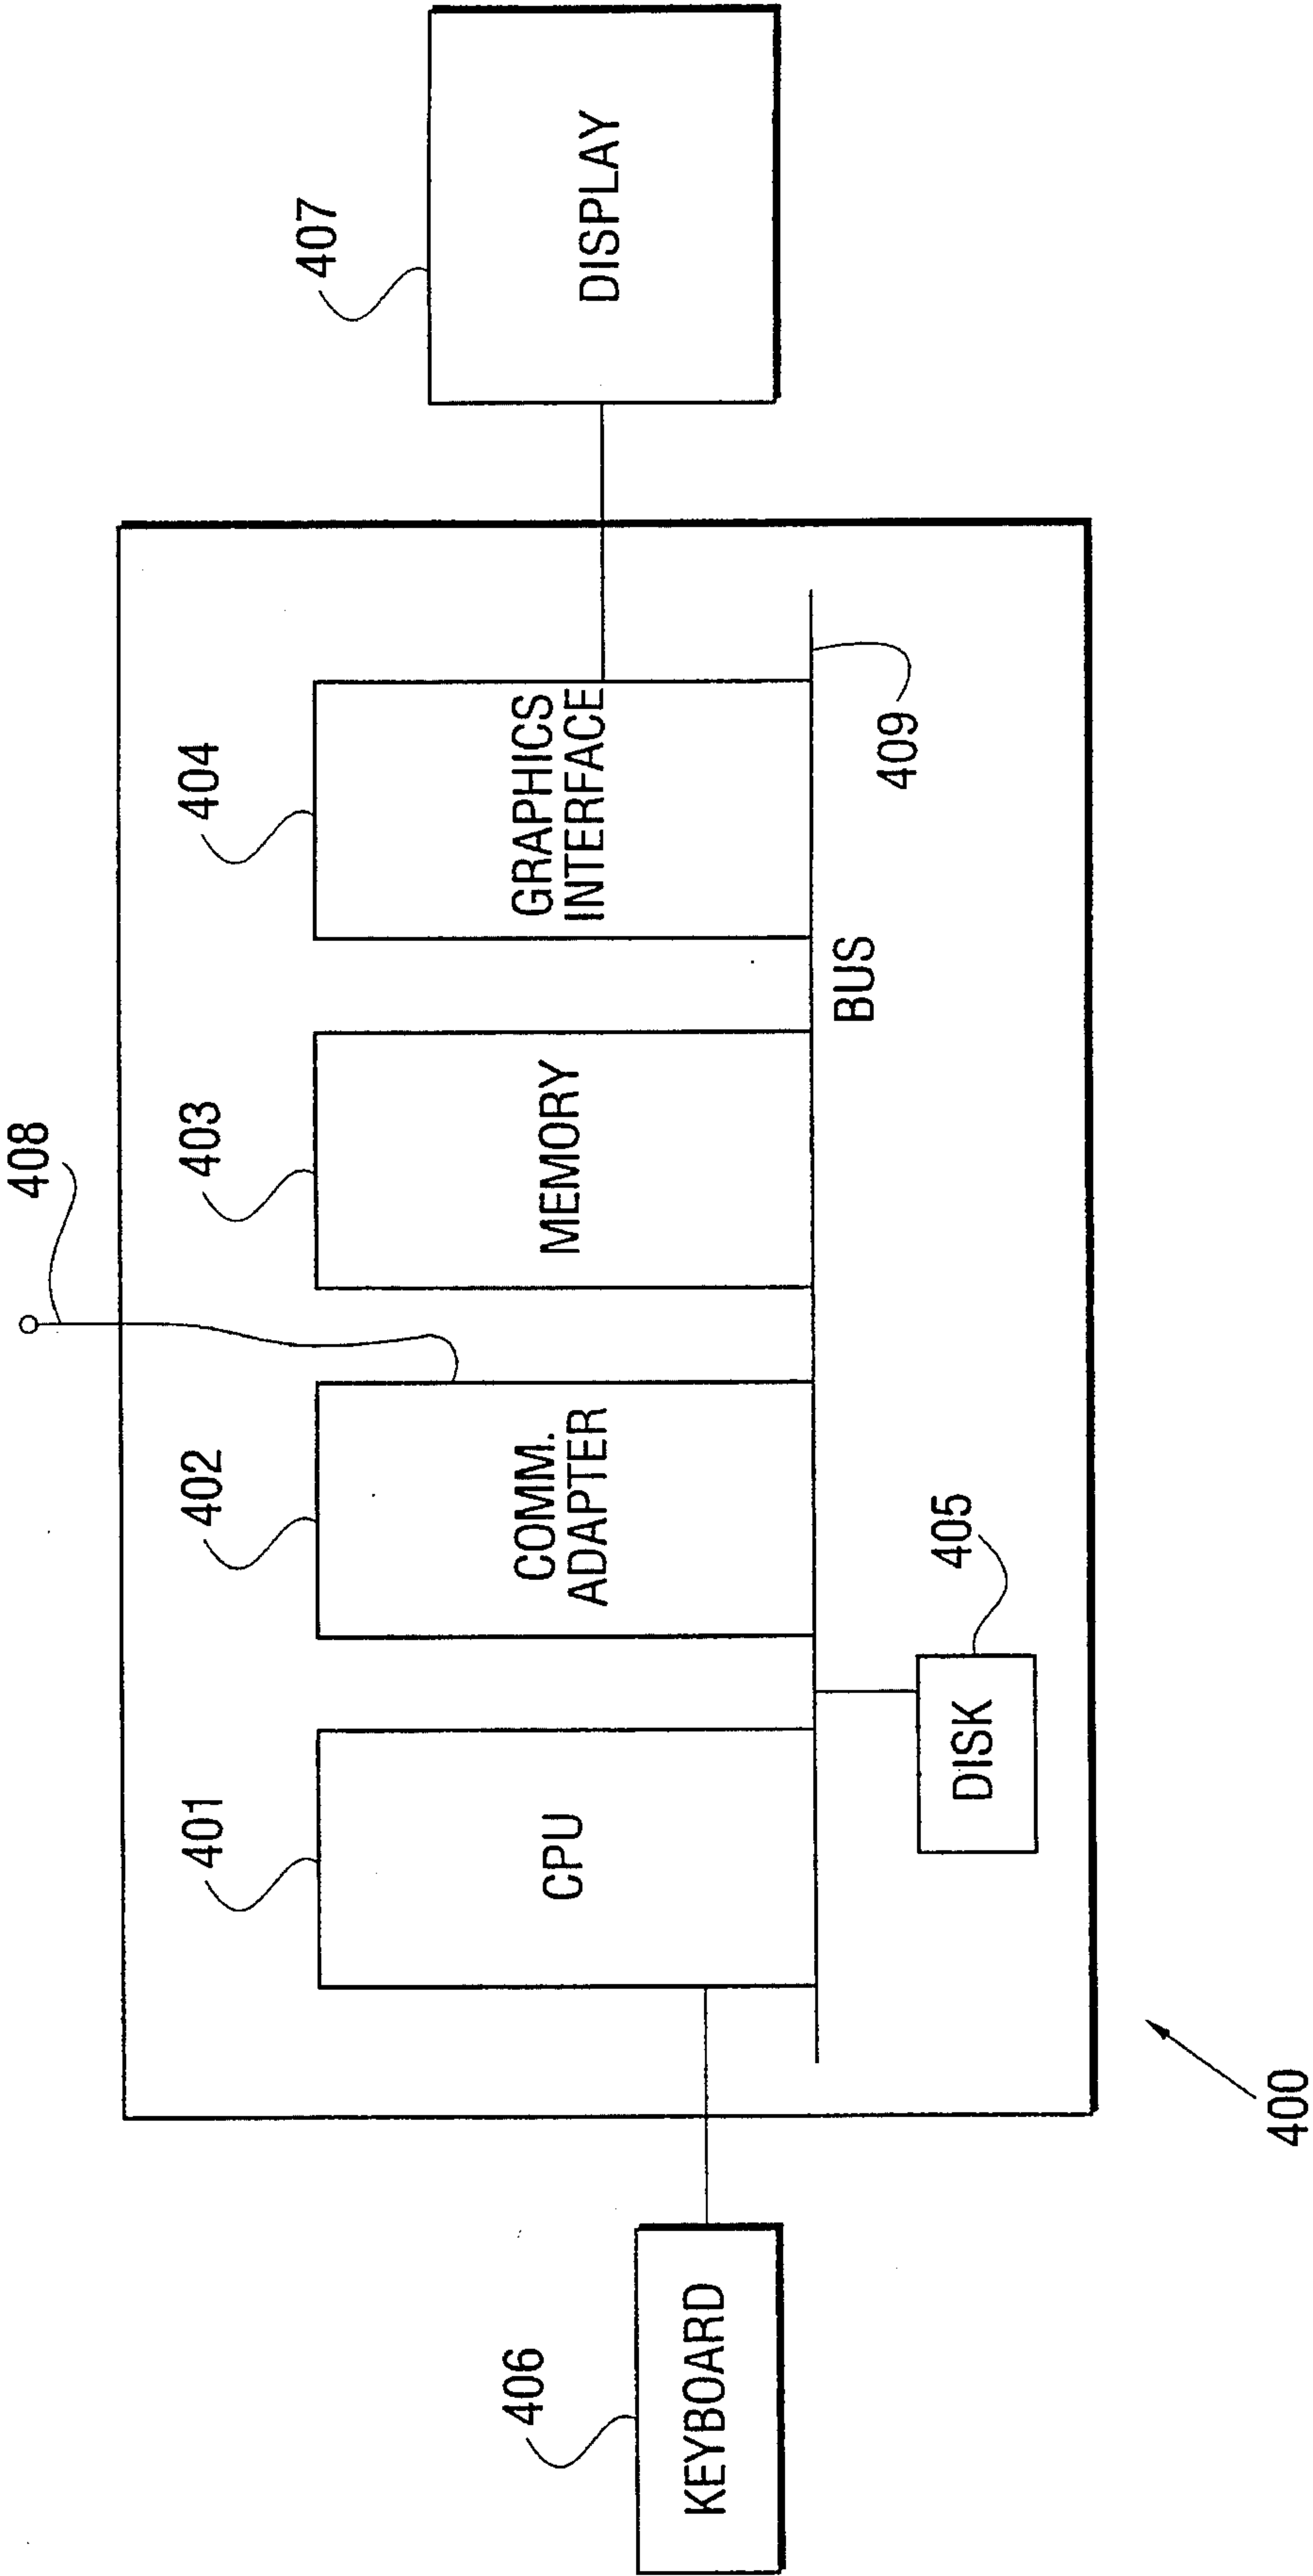 408
401
402
403
404
407
CPU
COMM.
ADAPTER
MEMORY
GRAPHICS
INTERFACE
DISPLAY
406
KEYBOARD
BUS
409
405
DISK
400